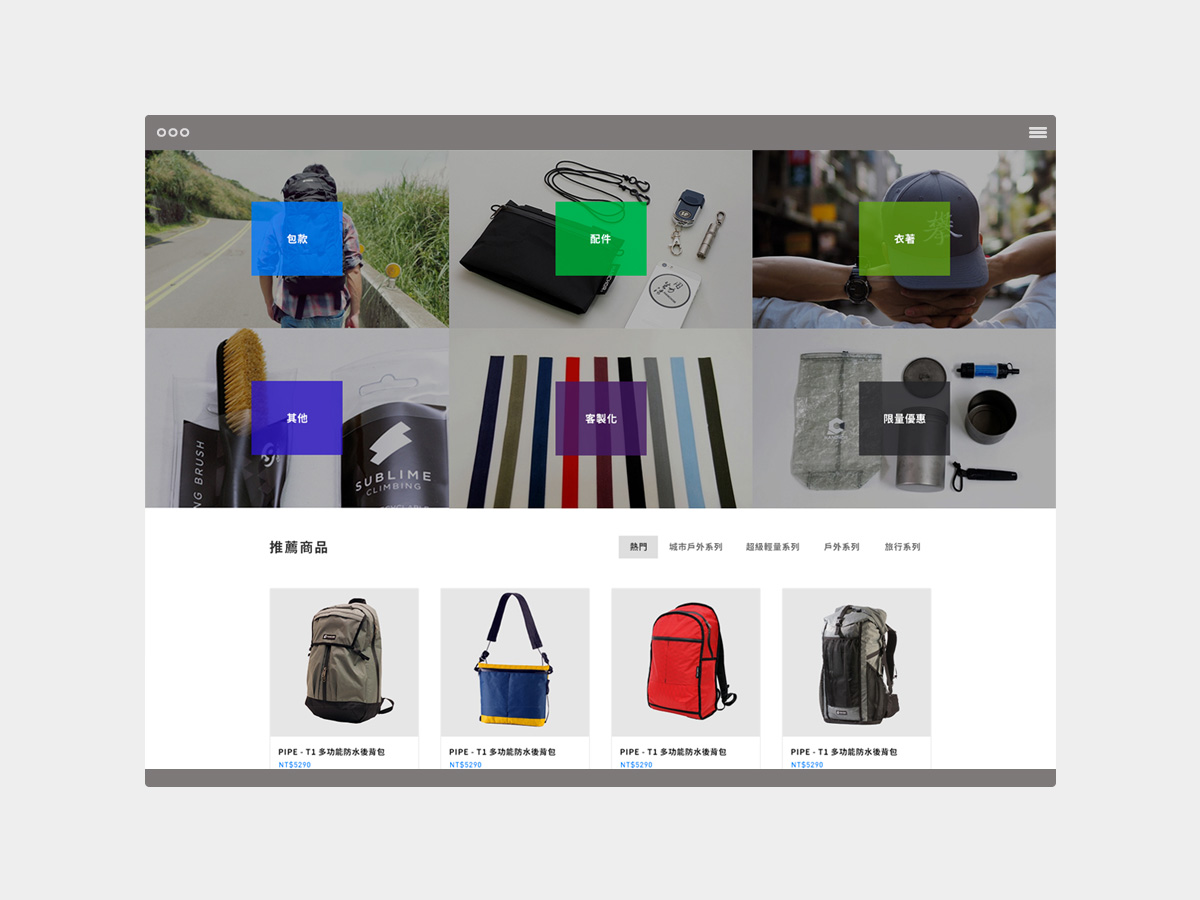 包款
配件
衣著
攀
其他
客製化
限量優惠
NG BRUSH
SUBLIME
CLIMBING
推薦商品
熱門 城市戶外系列 超級輕量系列 戶外系列 旅行系列
PIPE - T1 多功能防水後背包
NT$5290
PIPE - T1 多功能防水後背包
NT$5290
PIPE - T1 多功能防水後背包
NT$5290
PIPE - T1 多功能防水後背包
NT$5290